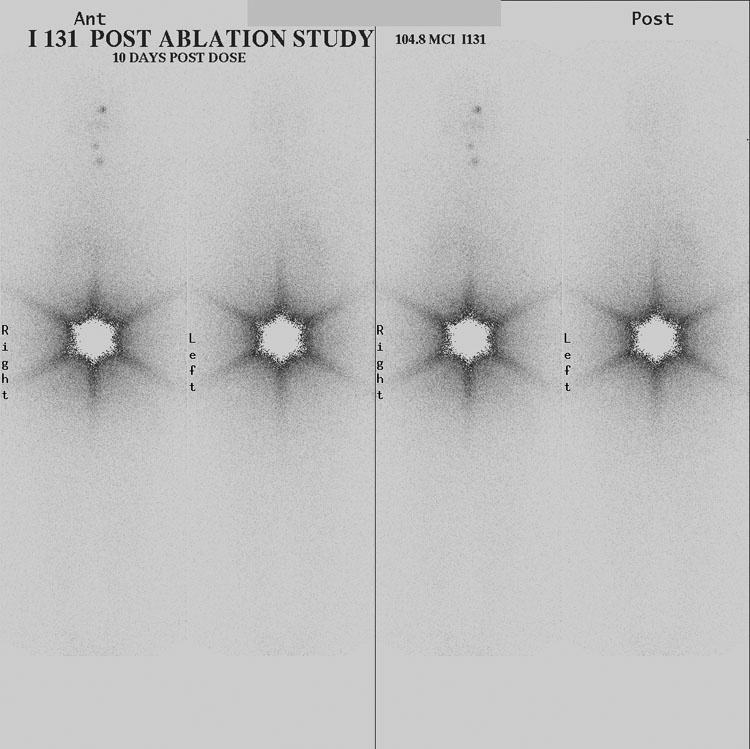 Ant
Post
I 131 POST ABLATION STUDY
104.8 MCI I131
10 DAYS POST DOSE
Right
Left
Right
Left